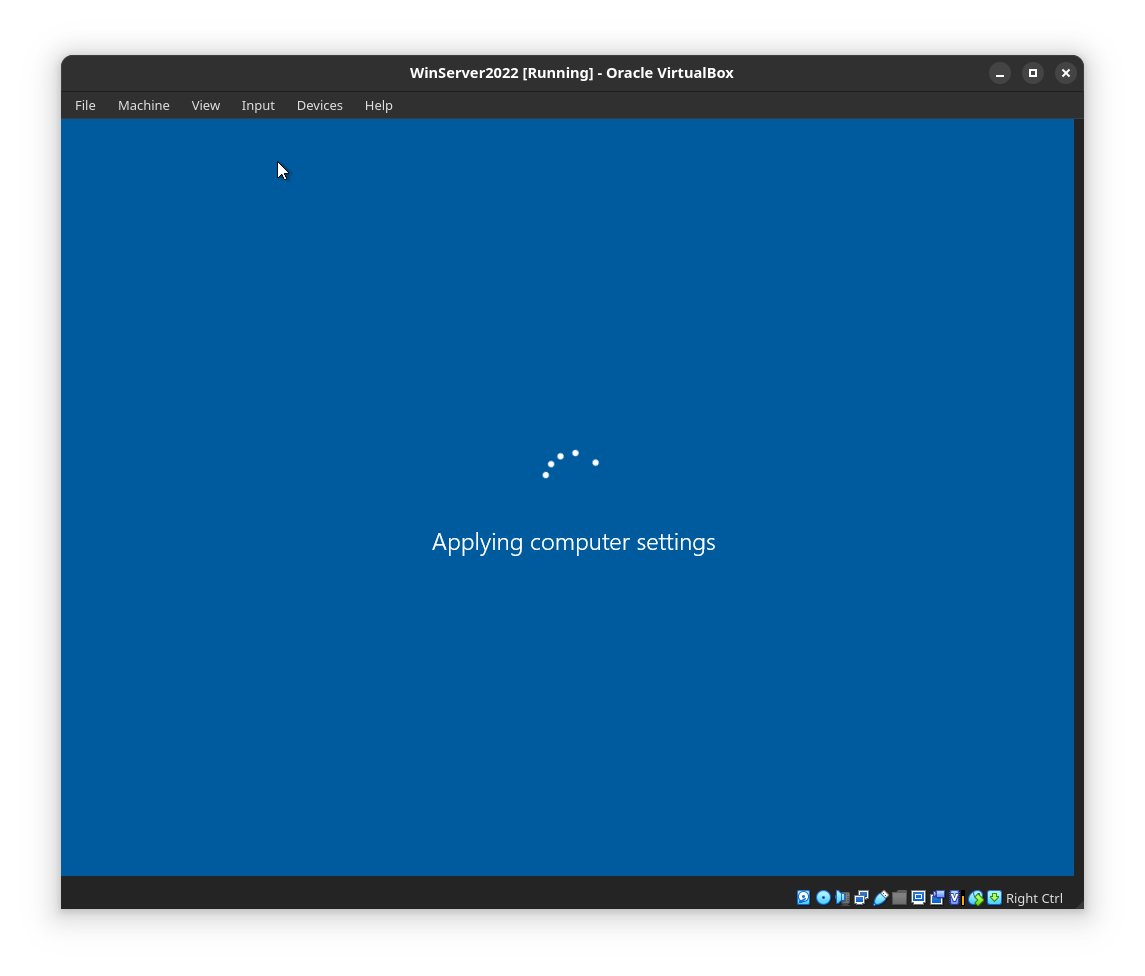 WinServer2022 [Running] - Oracle VirtualBox
File Machine View Input Devices Help
Applying computer settings
Right Ctrl